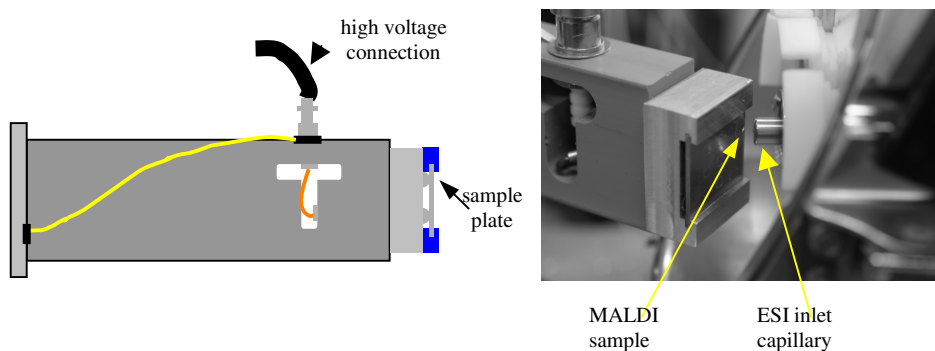 high voltage
connection
sample
plate
MALDI
sample
ESI inlet
capillary